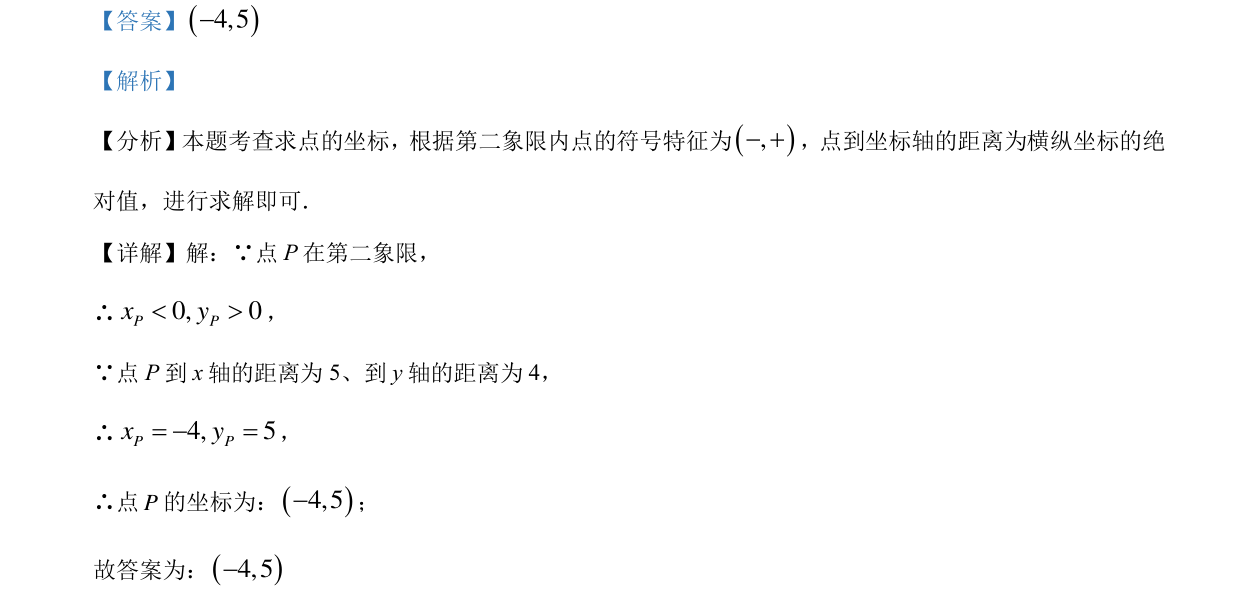 【答案】(−4,5)
【解析】
【分析】本题考查求点的坐标，根据第二象限内点的符号特征为(−,+)，点到坐标轴的距离为横纵坐标的绝
对值，进行求解即可．
【详解】解：∵点 P 在第二象限，
∴ x_P < 0, y_P > 0，
∵点 P 到 x 轴的距离为 5、到 y 轴的距离为 4，
∴ x_P = −4, y_P = 5，
∴点 P 的坐标为：(−4,5)；
故答案为：(−4,5)